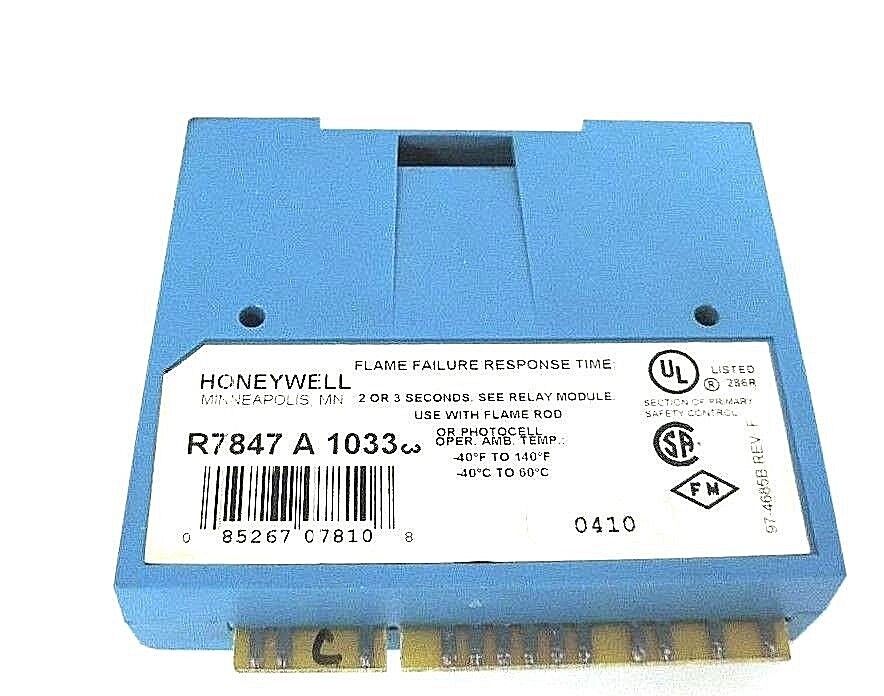 FLAME FAILURE RESPONSE TIME:
HONEYWELL
MINNEAPOLIS, MN
2 OR 3 SECONDS. SEE RELAY MODULE.
USE WITH FLAME ROD
OR PHOTOCELL
R7847 A 1033 3
OPER. AMB. TEMP.:
-40°F TO 140°F
-40°C TO 60°C
0 85267 07810 8
0410
UL ® LISTED
286R
SECTION OF PRIMARY
SAFETY CONTROL
SA
FM
97-4685B REV. F
C